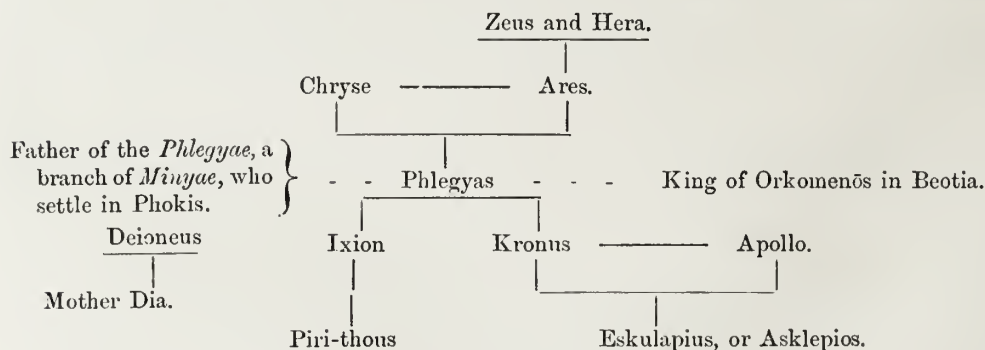 Zeus and Hera.
Chryse Ares.
Father of the Phlegyae, a
branch of Minyae, who
settle in Phokis.
Phlegyas
King of Orkomenōs in Beotia.
Deioneus
Ixion Kronus Apollo.
Mother Dia.
Piri-thous
Eskulapius, or Asklepios.